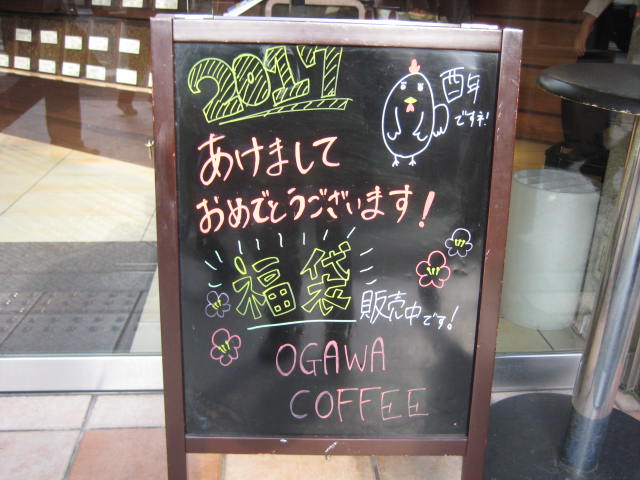 2017
酉年
ですネ!
あけまして
おめでとうございます!
福袋
販売中です!
OGAWA
COFFEE